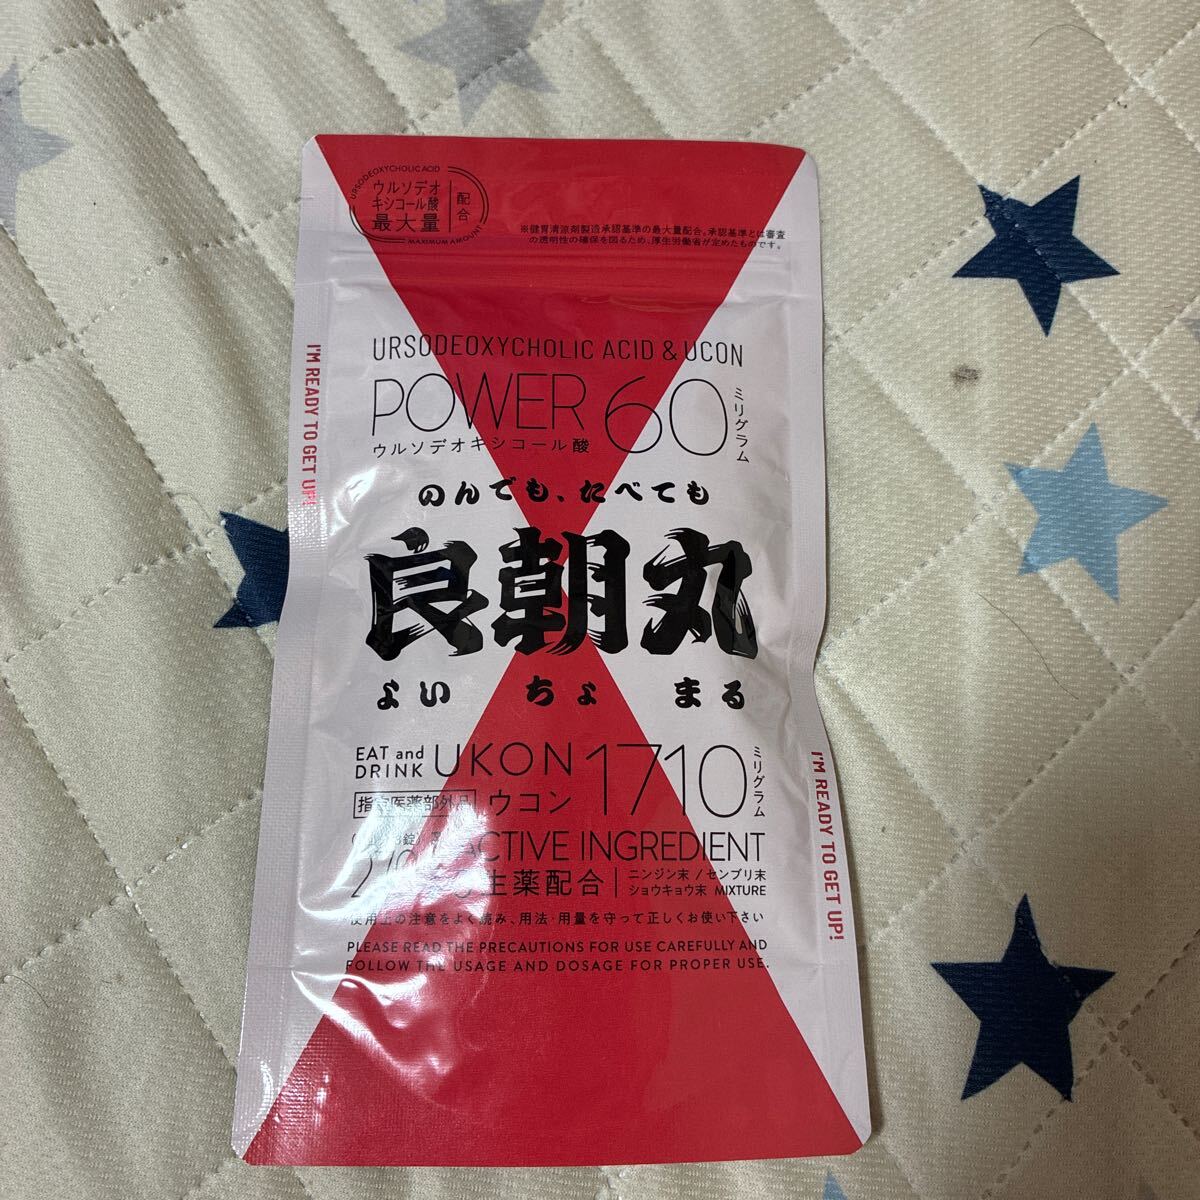 URSODEOXYCHOLIC ACID
ウルソデオ
キシコール酸
最大量
配合
MAXIMUM AMOUNT
※健胃清涼剤製造承認基準の最大量配合。承認基準とは審査
の透明性の確保を図るため、厚生労働省が定めたものです。
I'M READY TO GET UP!
URSODEOXYCHOLIC ACID & UCON
POWER 60 ミリグラム
ウルソデオキシコール酸
のんでも、たべても
良朝丸
よい ちょ まる
EAT and
DRINK UKON 1710 ミリグラム
指定医薬部外品 ウコン
ACTIVE INGREDIENT
生薬配合
ニンジン末 / センブリ末
ショウキョウ末 MIXTURE
使用上の注意をよく読み、用法・用量を守って正しくお使い下さい
PLEASE READ THE PRECAUTIONS FOR USE CAREFULLY AND
FOLLOW THE USAGE AND DOSAGE FOR PROPER USE.
I'M READY TO GET UP!